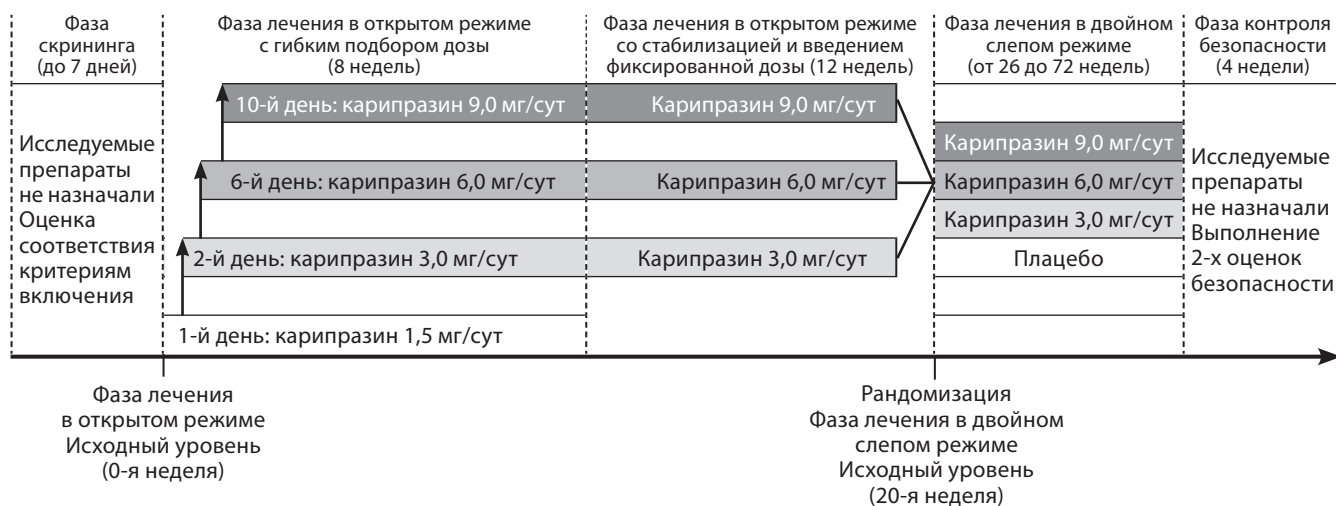 Фаза
скрининга
(до 7 дней)
Фаза лечения в открытом режиме
с гибким подбором дозы
(8 недель)
Фаза лечения в открытом режиме
со стабилизацией и введением
фиксированной дозы (12 недель)
Фаза лечения в двойном
слепом режиме
(от 26 до 72 недель)
Фаза контроля
безопасности
(4 недели)
Исследуемые
препараты
не назначали
Оценка
соответствия
критериям
включения
10-й день: карипразин 9,0 мг/сут
6-й день: карипразин 6,0 мг/сут
2-й день: карипразин 3,0 мг/сут
1-й день: карипразин 1,5 мг/сут
Карипразин 9,0 мг/сут
Карипразин 6,0 мг/сут
Карипразин 3,0 мг/сут
Карипразин 9,0 мг/сут
Карипразин 6,0 мг/сут
Карипразин 3,0 мг/сут
Плацебо
Исследуемые
препараты
не назначали
Выполнение
2-х оценок
безопасности
Фаза лечения
в открытом режиме
Исходный уровень
(0-я неделя)
Рандомизация
Фаза лечения в двойном
слепом режиме
Исходный уровень
(20-я неделя)